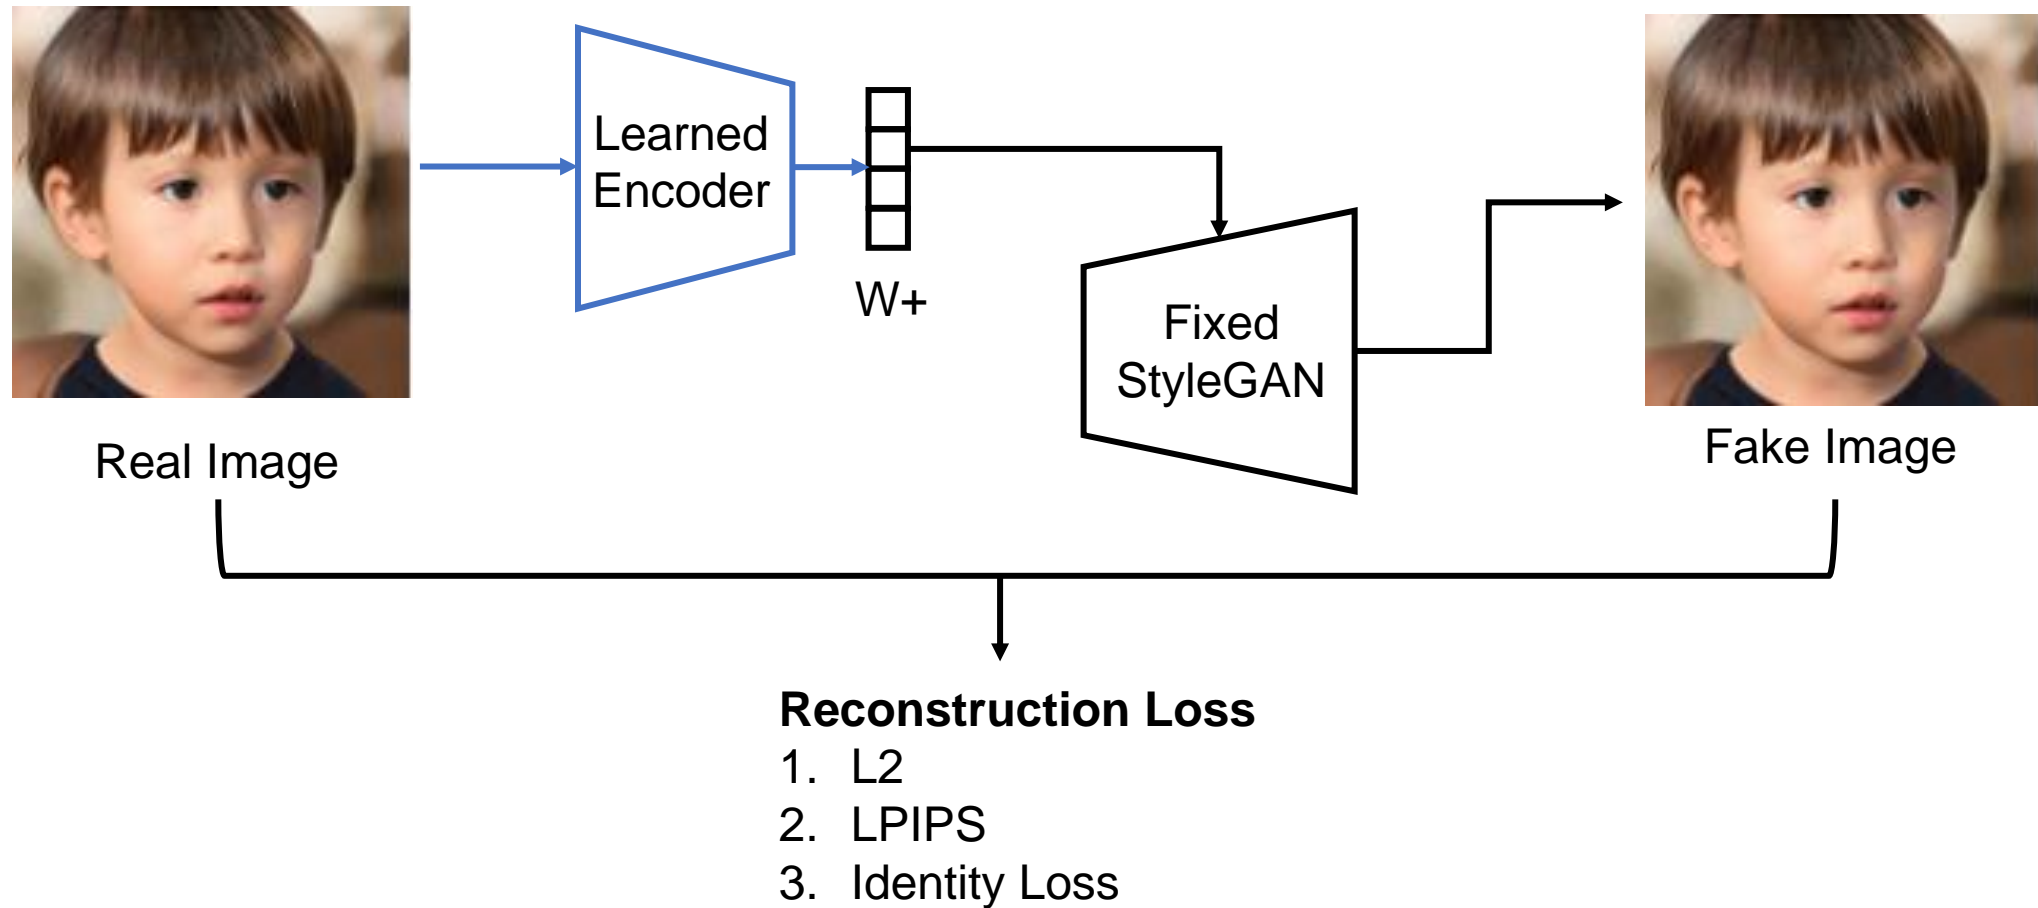 Learned
Encoder
W+
Fixed
StyleGAN
Real Image
Fake Image
Reconstruction Loss
1. L2
2. LPIPS
3. Identity Loss